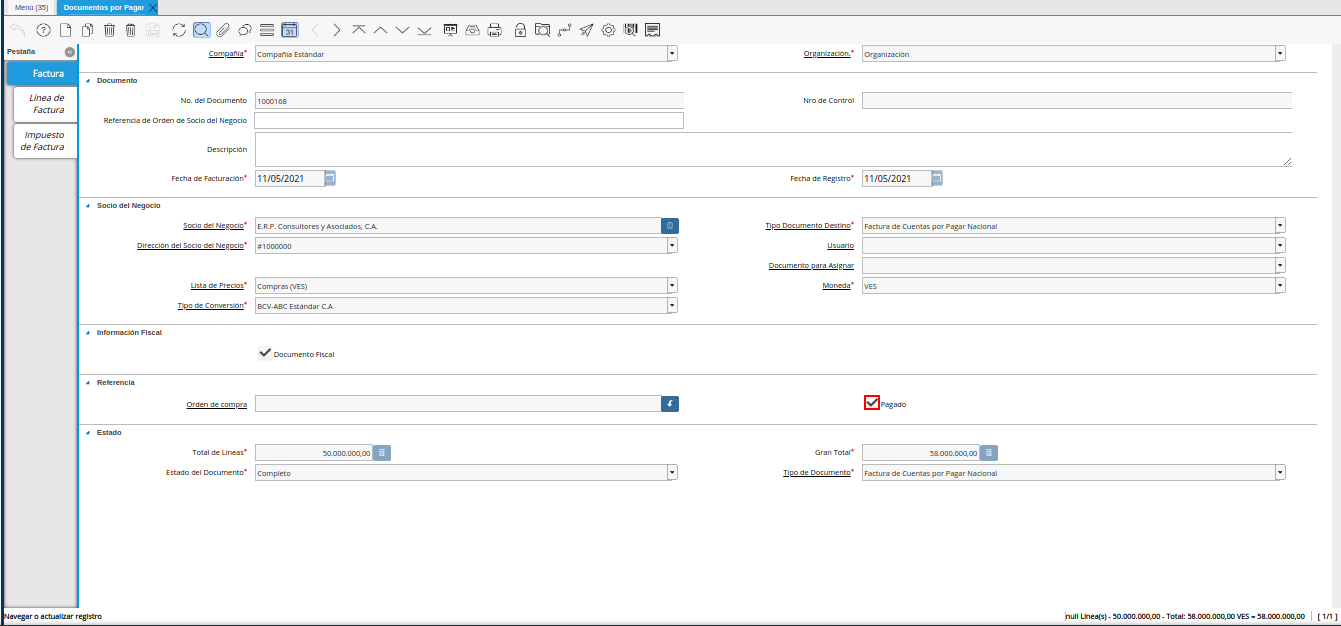 Menú (35)
Documentos por Pagar
31
Pestaña
Factura
Línea de
Factura
Impuesto
de Factura
Compañía* Compañía Estándar
Organización.* Organización
Documento
No. del Documento 1000168
Nro de Control
Referencia de Orden de Socio del Negocio
Descripción
Fecha de Facturación* 11/05/2021
Fecha de Registro* 11/05/2021
Socio del Negocio
Socio del Negocio* E.R.P. Consultores y Asociados, C.A.
Tipo Documento Destino* Factura de Cuentas por Pagar Nacional
Dirección del Socio del Negocio* #1000000
Usuario
Documento para Asignar
Lista de Precios* Compras (VES)
Moneda* VES
Tipo de Conversión* BCV-ABC Estándar C.A
Información Fiscal
Documento Fiscal
Referencia
Orden de compra
Pagado
Estado
Total de Líneas* 50.000.000,00
Gran Total* 58.000.000,00
Estado del Documento* Completo
Tipo de Documento* Factura de Cuentas por Pagar Nacional
Navegar o actualizar registro
null Línea(s) - 50.000.000,00 - Total: 58.000.000,00 VES = 58.000.000,00
[ 1/1 ]